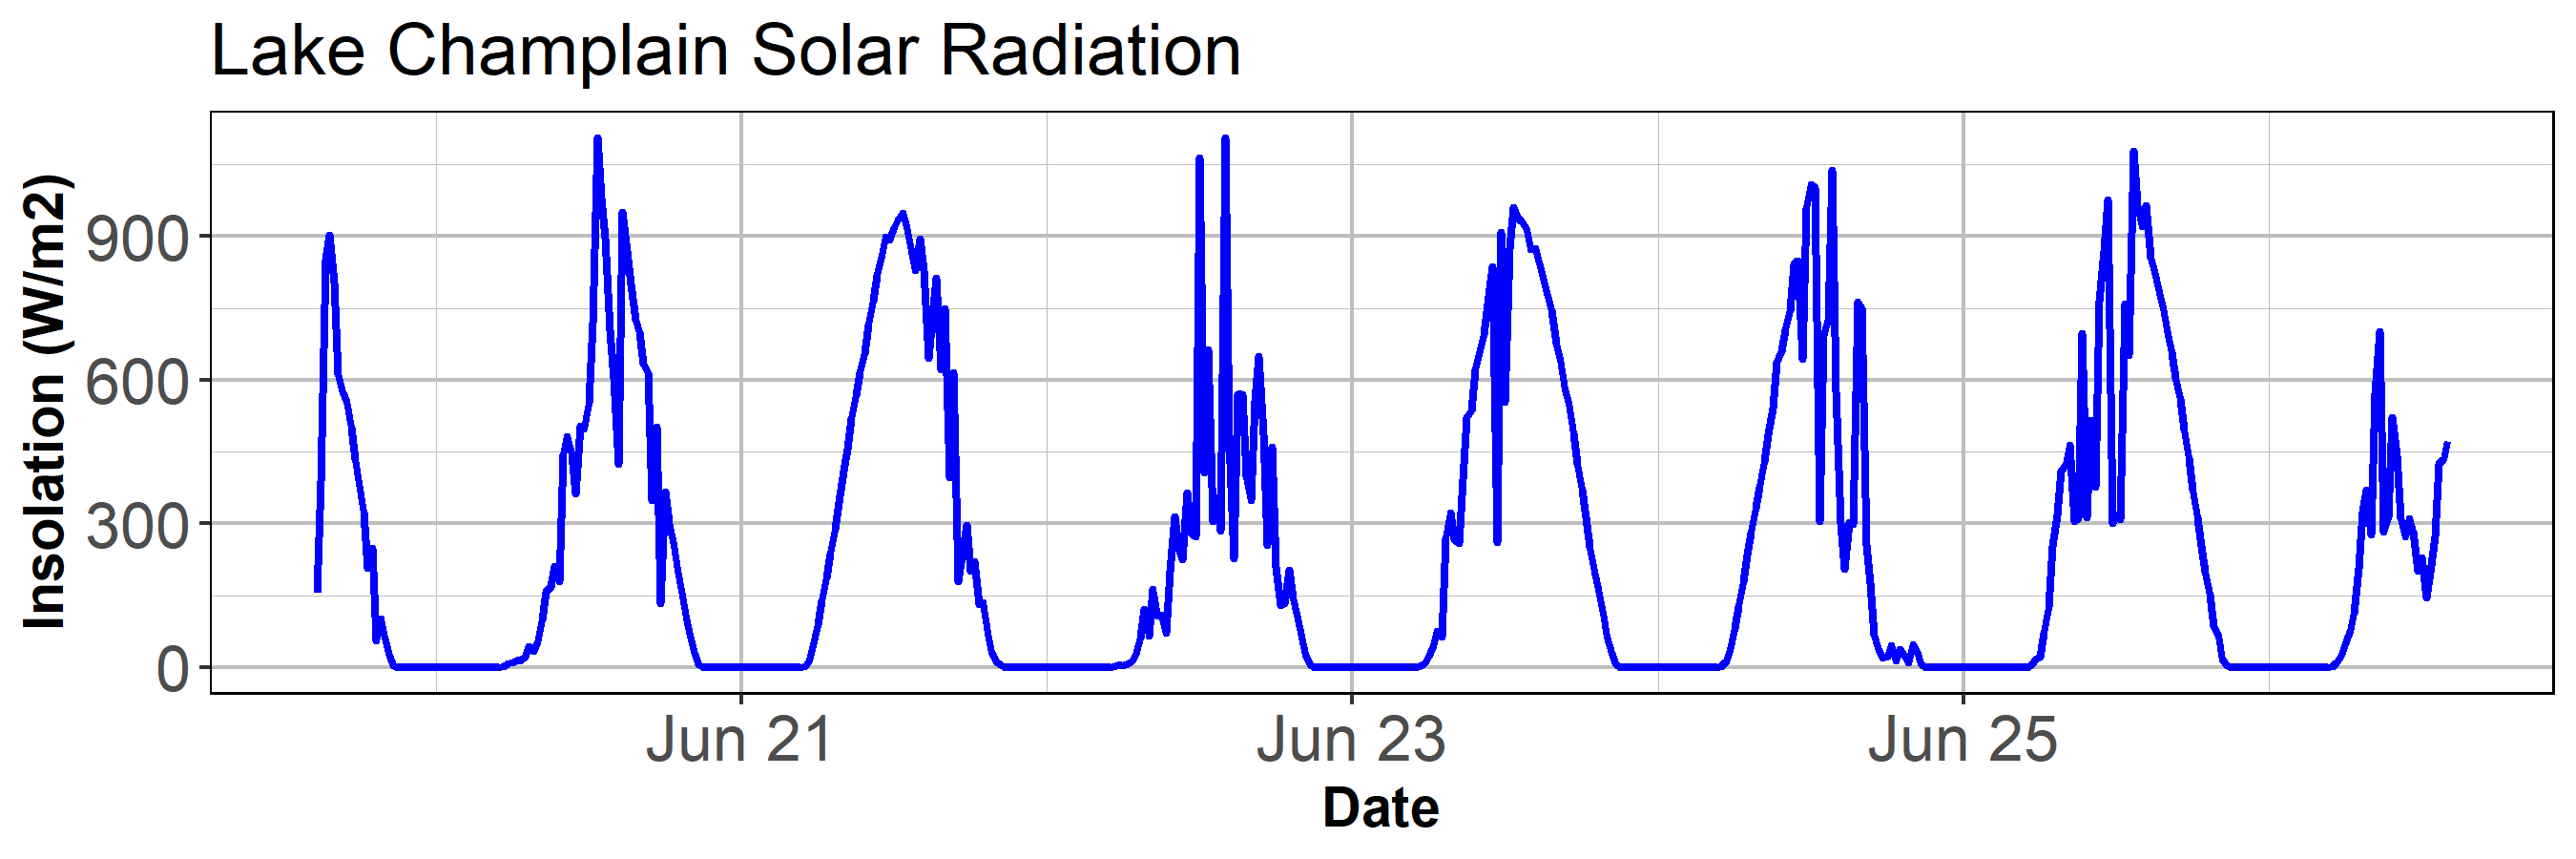 Lake Champlain Solar Radiation
Insolation (W/m2)
900
600
300
0
Jun 21
Jun 23
Jun 25
Date